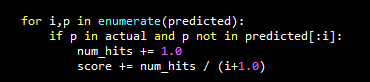 for i,p in enumerate(predicted):
    if p in actual and p not in predicted[:i]:
        num_hits += 1.0
        score += num_hits / (i+1.0)